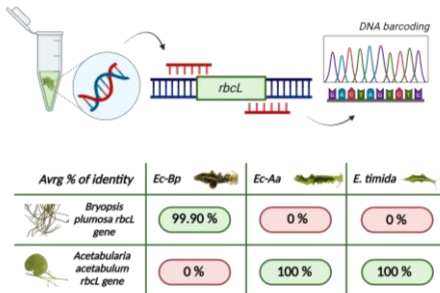 DNA barcoding
rbcL
G A G T A G C T
Avrg % of identity Ec-Bp Ec-Aa E. timida
Bryopsis
plumosa rbcL
gene
99.90 % 0 % 0 %
Acetabularia
acetabulum
rbcL gene
0 % 100 % 100 %